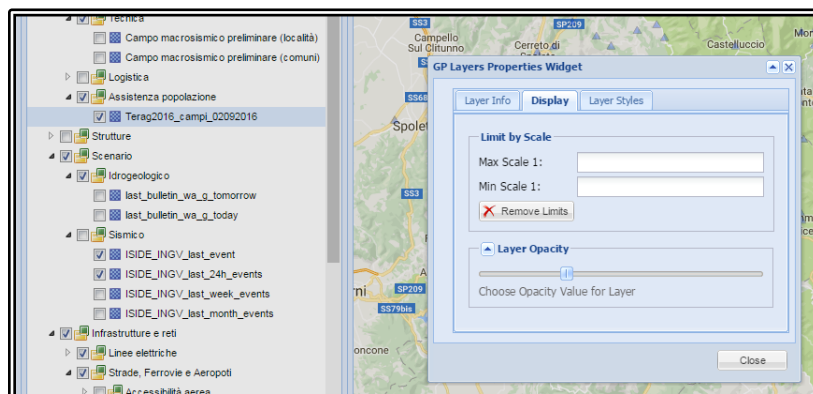 Tecnica
Campo macrosismico preliminare (località)
Campo macrosismico preliminare (comuni)
Logistica
Assistenza popolazione
Terag2016_campi_02092016
Strutture
Scenario
Idrogeologico
last_bulletin_wa_g_tomorrow
last_bulletin_wa_g_today
Sismico
ISIDE_INGV_last_event
ISIDE_INGV_last_24h_events
ISIDE_INGV_last_week_events
ISIDE_INGV_last_month_events
Infrastrutture e reti
Linee elettriche
Strade, Ferrovie e Aeropoti
Accessibilità aerea
SS3
SP209
Campello
Sul Clitunno
Cerreto di
Castelluccio
GP Layers Properties Widget
Layer Info
Display
Layer Styles
Limit by Scale
Max Scale 1:
Min Scale 1:
Remove Limits
Layer Opacity
Choose Opacity Value for Layer
Close
Spolet
SS3
SP209
SS79bis